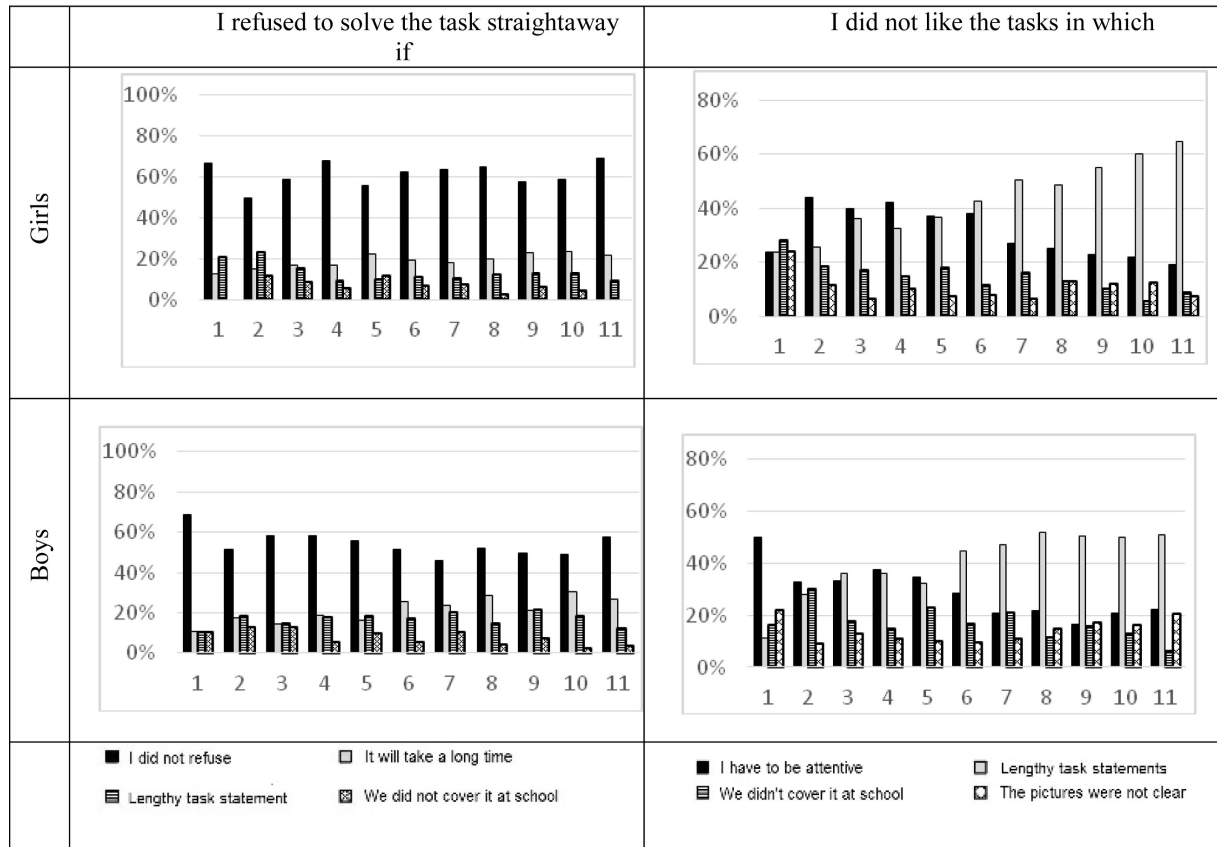 I refused to solve the task straightaway
if
I did not like the tasks in which
Girls
100%
80%
60%
40%
20%
0%
1 2 3 4 5 6 7 8 9 10 11
80%
60%
40%
20%
0%
1 2 3 4 5 6 7 8 9 10 11
Boys
100%
80%
60%
40%
20%
0%
1 2 3 4 5 6 7 8 9 10 11
80%
60%
40%
20%
0%
1 2 3 4 5 6 7 8 9 10 11
I did not refuse It will take a long time
Lengthy task statement We did not cover it at school
I have to be attentive Lengthy task statements
We didn't cover it at school The pictures were not clear